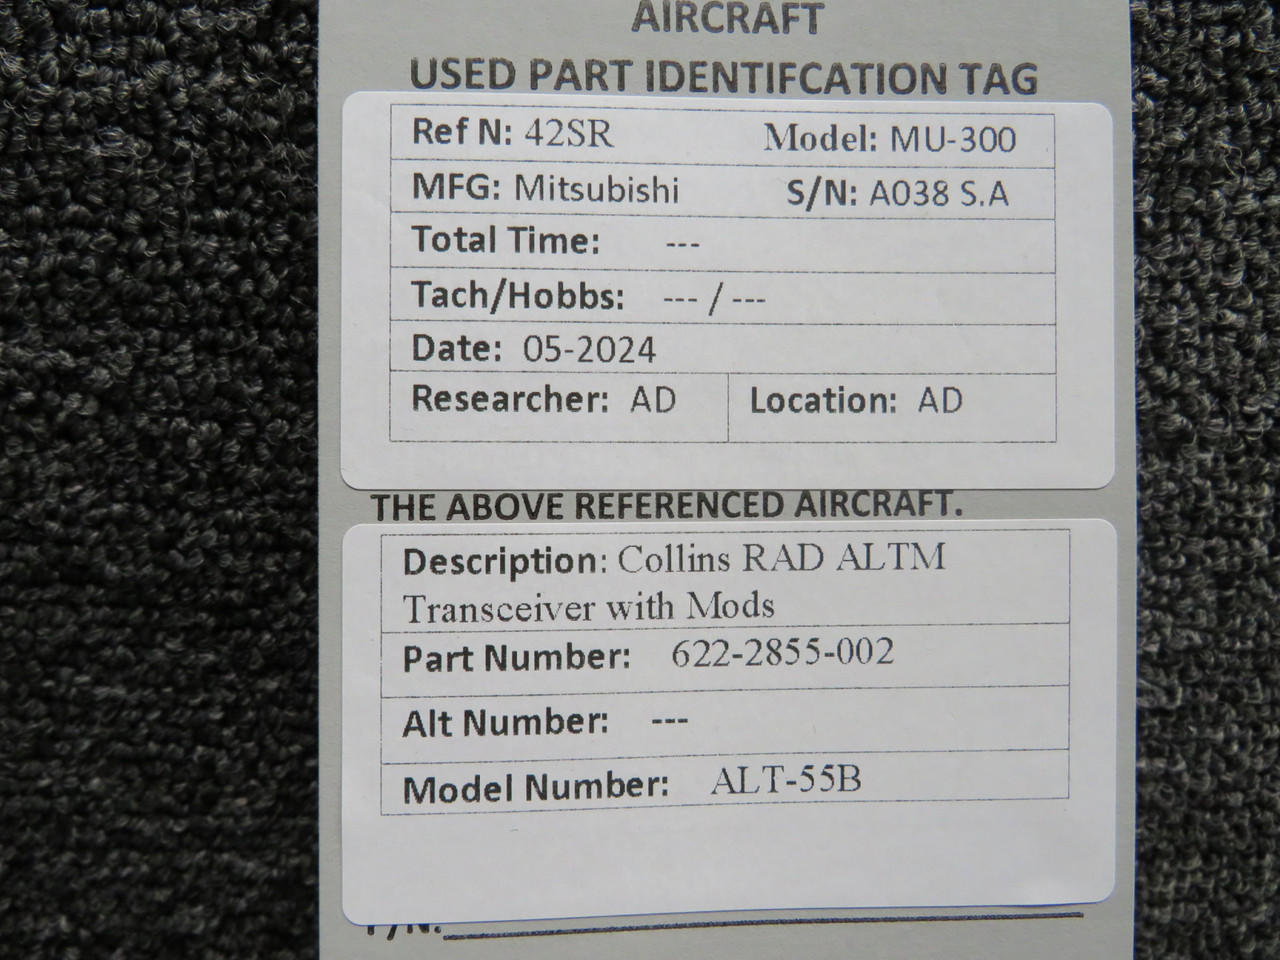 AIRCRAFT
USED PART IDENTIFCATION TAG
Ref N: 42SR Model: MU-300
MFG: Mitsubishi S/N: A038 S.A
Total Time: ---
Tach/Hobbs: --- / ---
Date: 05-2024
Researcher: AD Location: AD
THE ABOVE REFERENCED AIRCRAFT.
Description: Collins RAD ALTM
Transceiver with Mods
Part Number: 622-2855-002
Alt Number: ---
Model Number: ALT-55B